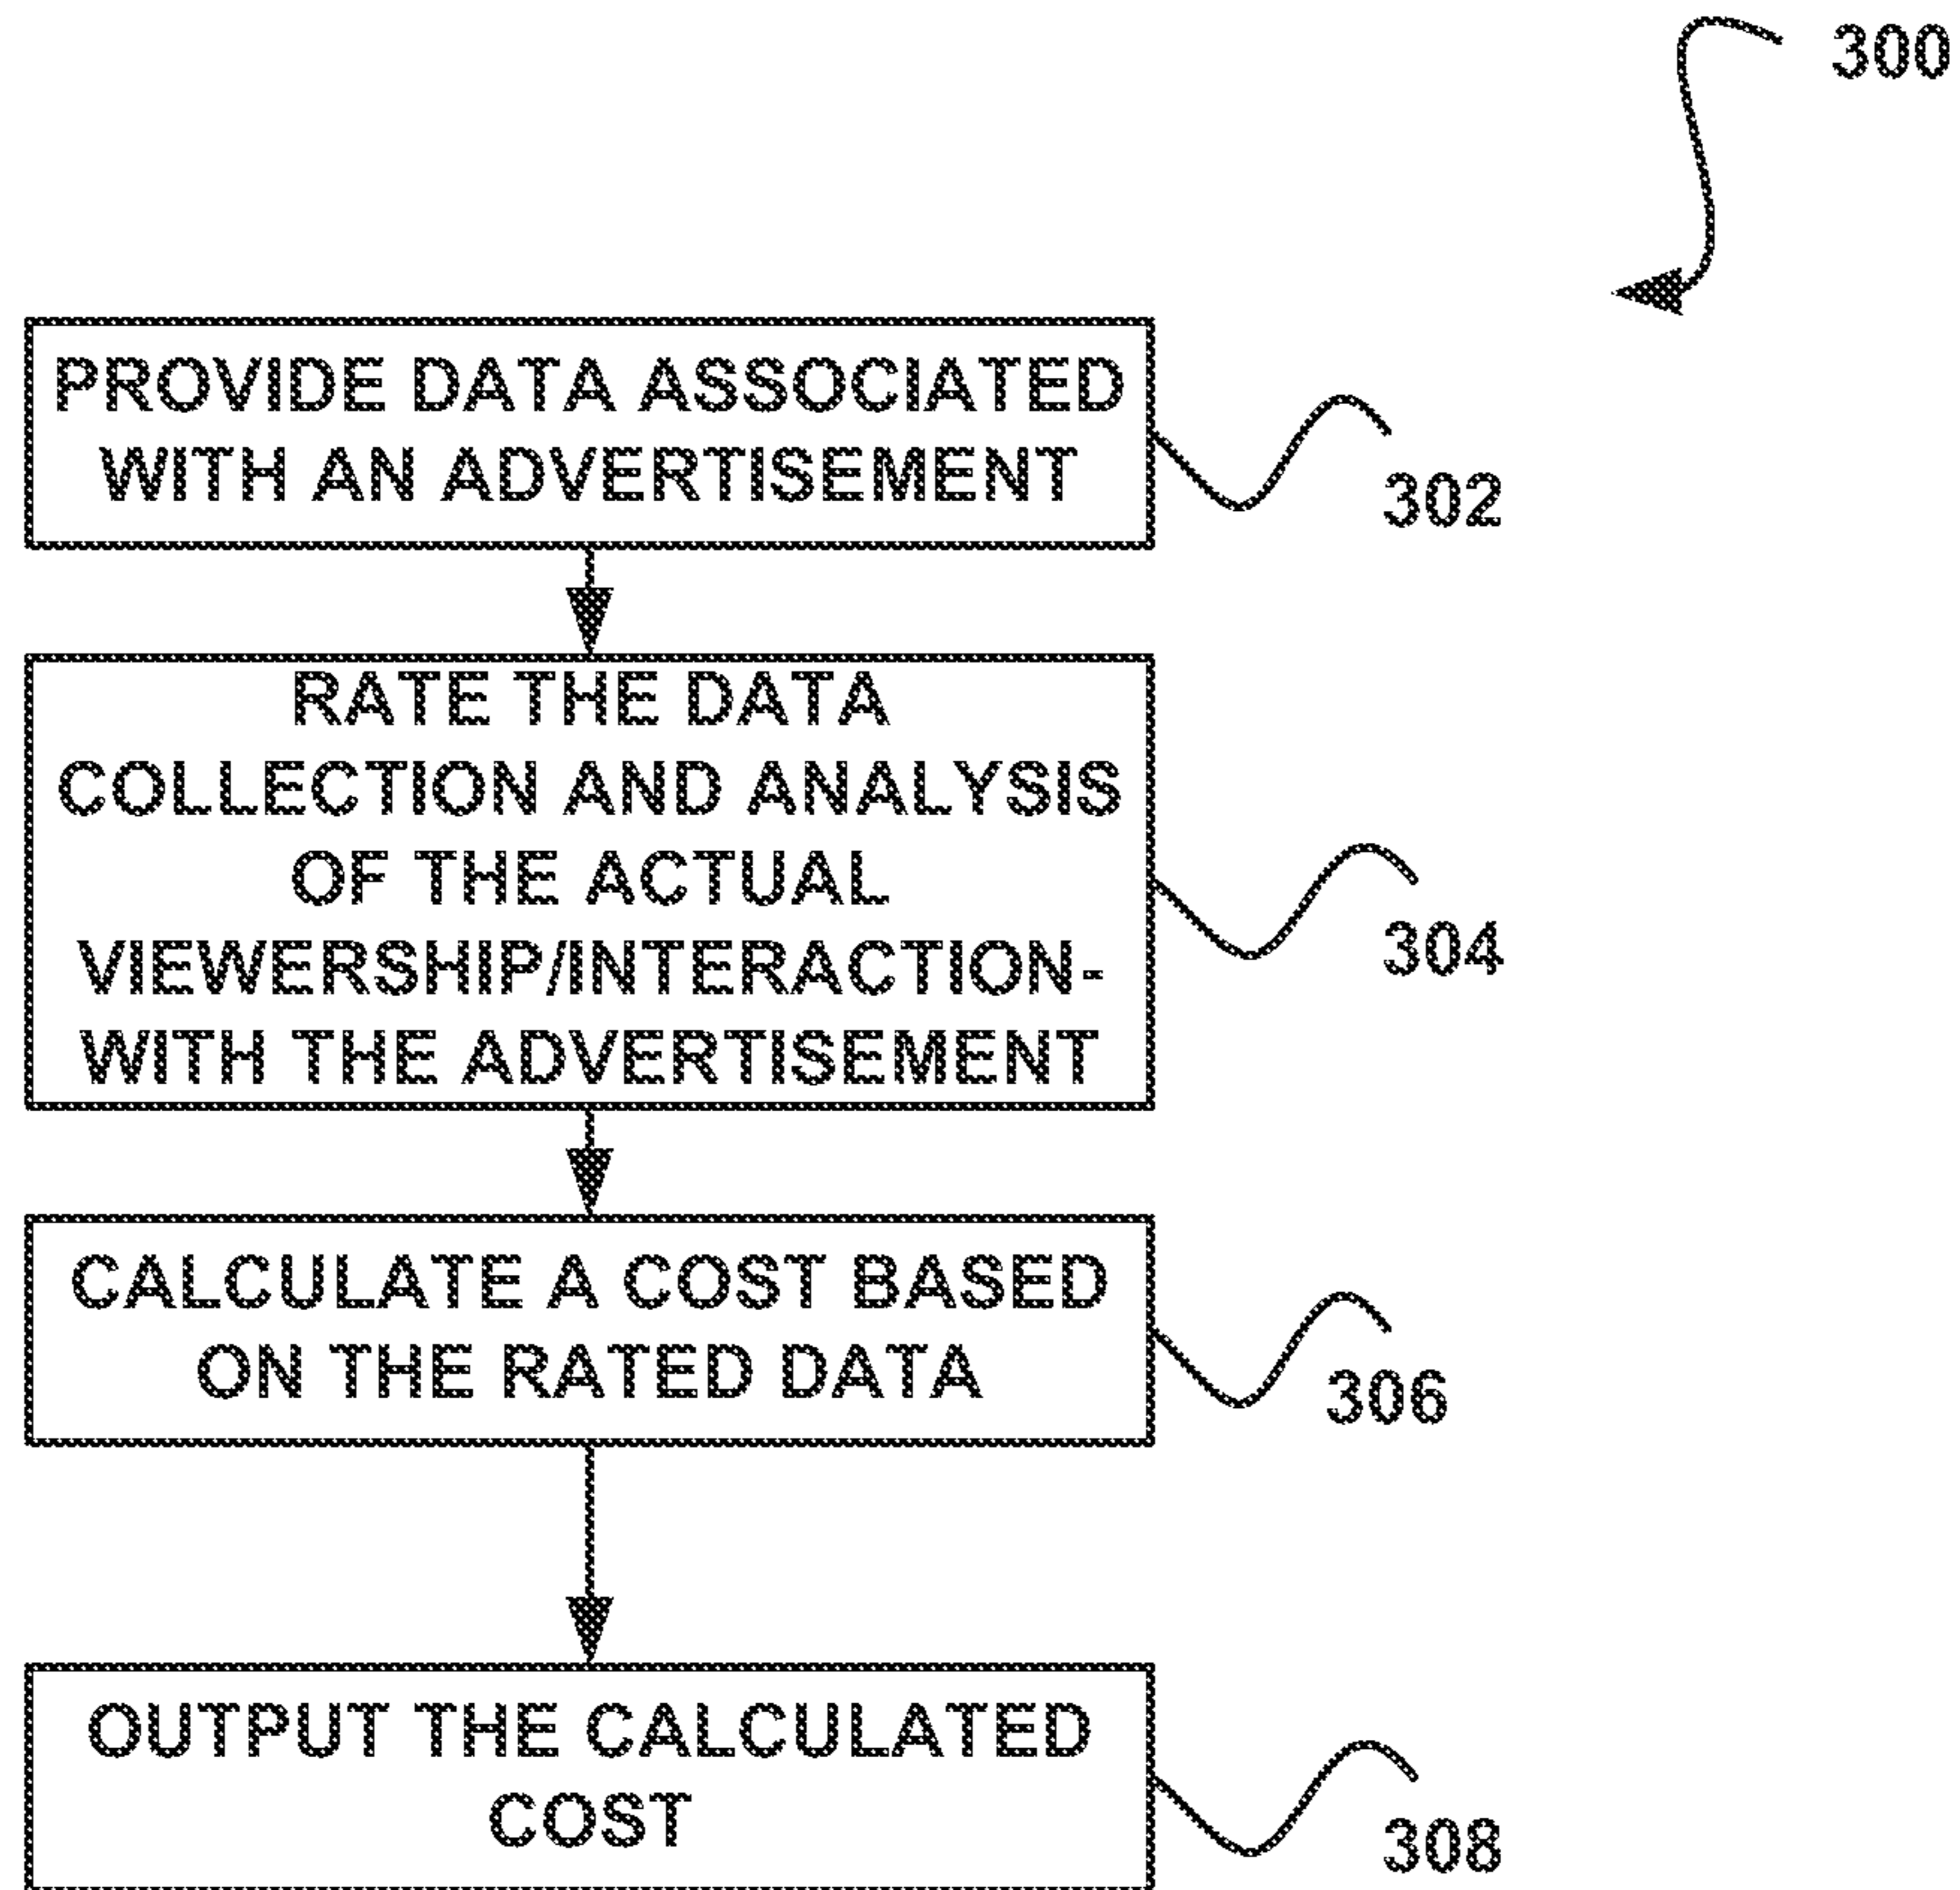 300
PROVIDE DATA ASSOCIATED
WITH AN ADVERTISEMENT
302
RATE THE DATA
COLLECTION AND ANALYSIS
OF THE ACTUAL
VIEWERSHIP/INTERACTION-
WITH THE ADVERTISEMENT
304
CALCULATE A COST BASED
ON THE RATED DATA
306
OUTPUT THE CALCULATED
COST
308